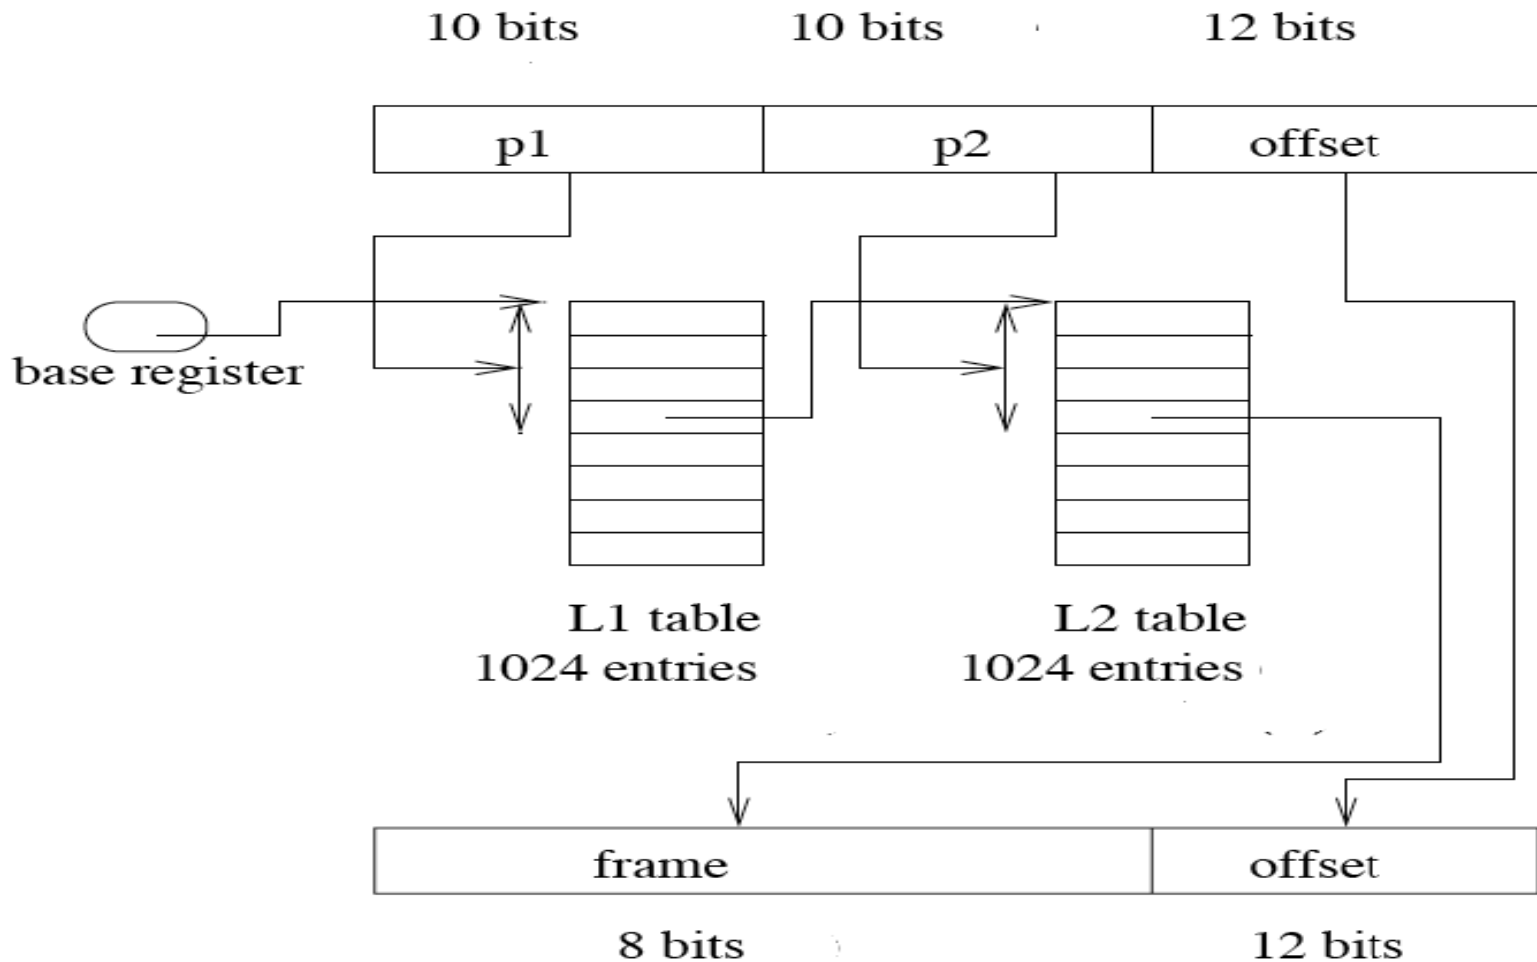 10 bits
10 bits
12 bits
p1
p2
offset
base register
L1 table
1024 entries
L2 table
1024 entries
frame
offset
8 bits
12 bits